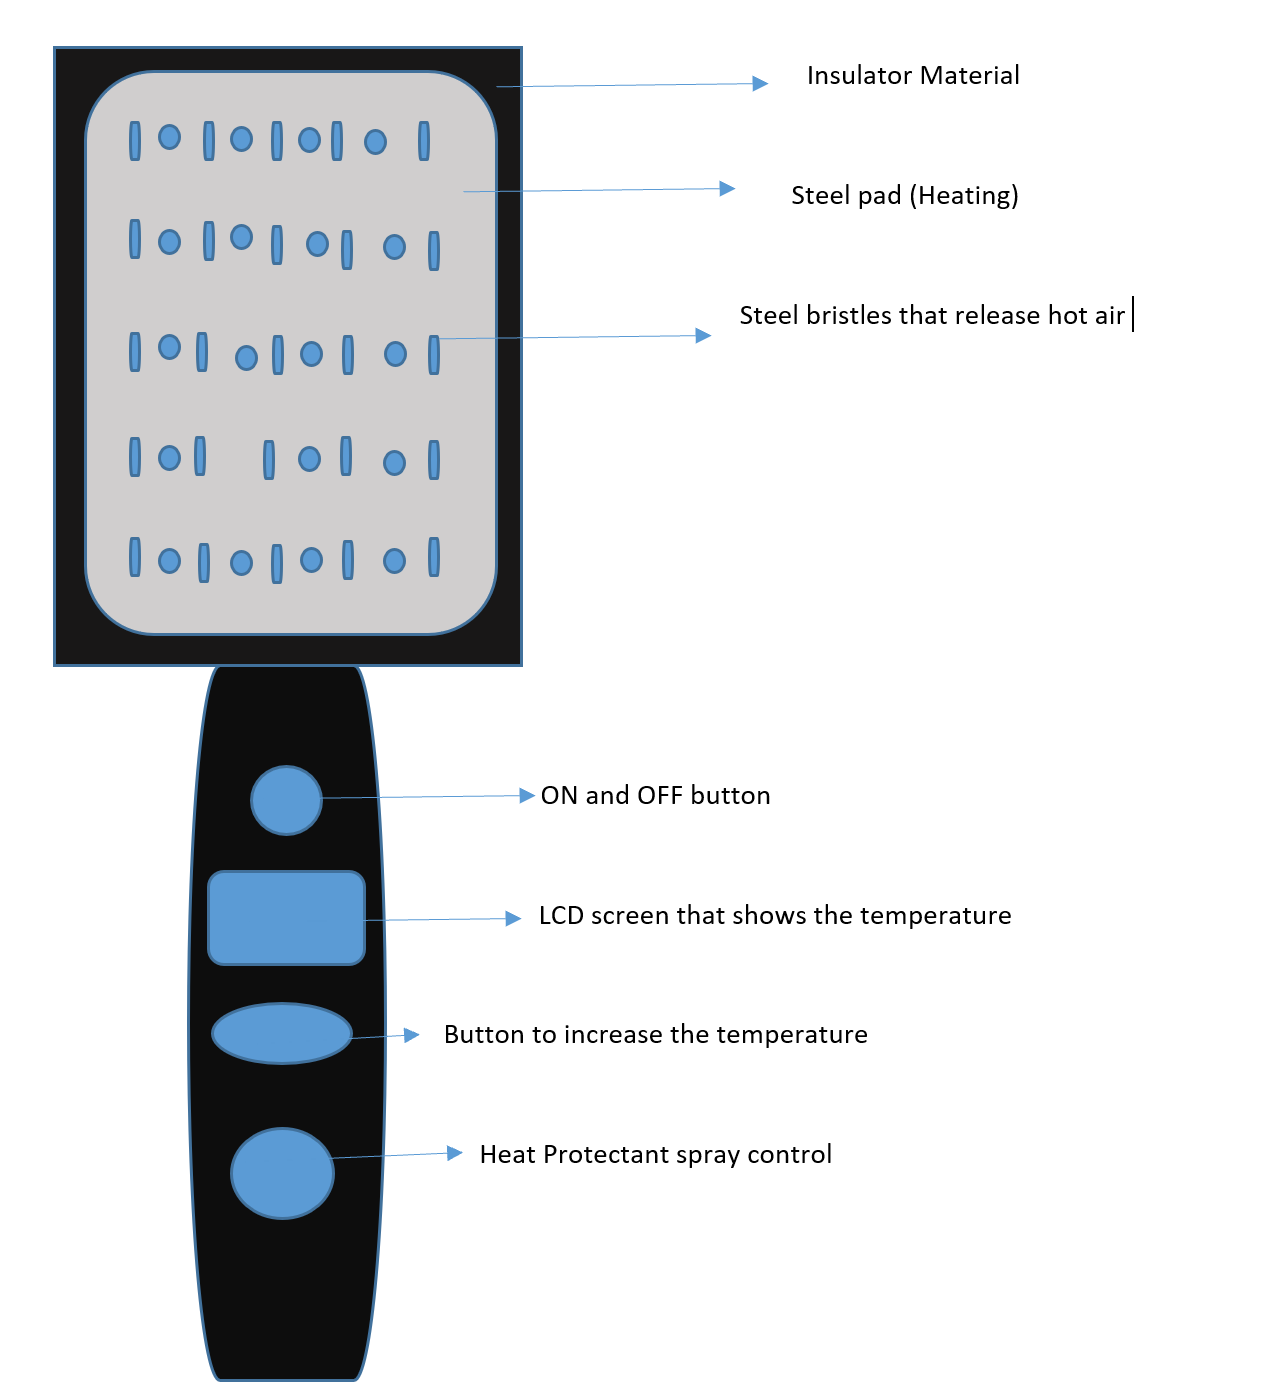 Insulator Material
Steel pad (Heating)
Steel bristles that release hot air
ON and OFF button
LCD screen that shows the temperature
Button to increase the temperature
Heat Protectant spray control